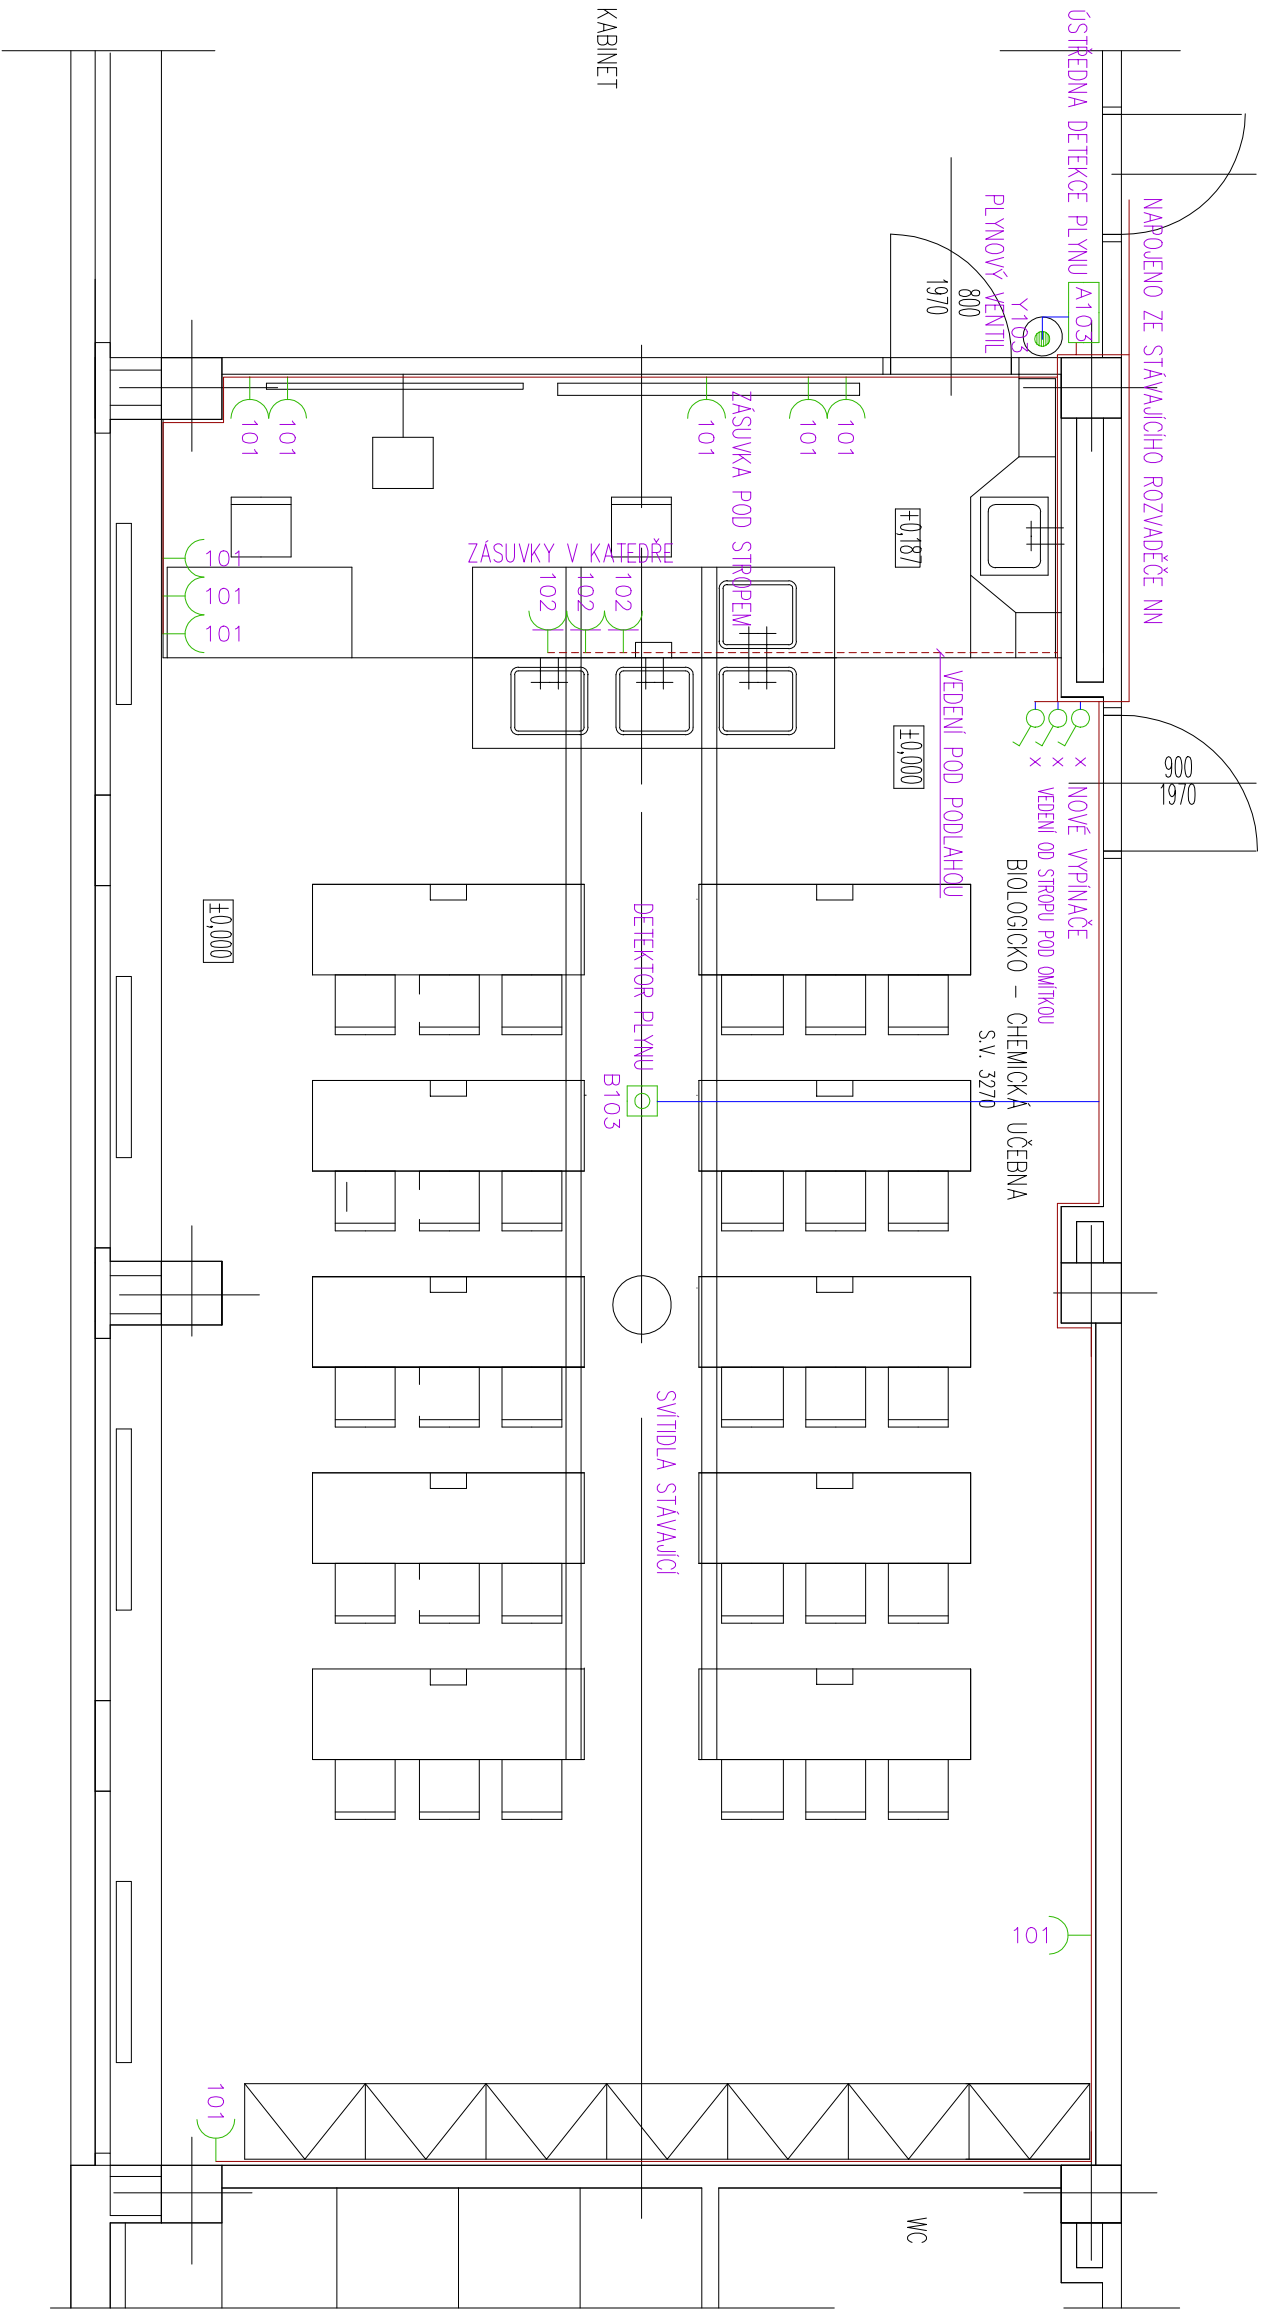 KABINET
ÚSTŘEDNA DETEKCE PLYNU
A103
NAPOJENO ZE STÁVAJÍCÍHO ROZVADĚČE NN
PLYNOVÝ VENTIL
Y103
800
1970
101
101
101
101
101
ZÁSUVKA POD STROPEM
+0,187
ZÁSUVKY V KATEDŘE
102
102
102
101
101
101
VEDENÍ POD PODLAHOU
±0,000
x
x
x
NOVÉ VYPÍNAČE
VEDENÍ OD STROPU POD OMÍTKOU
900
1970
BIOLOGICKO - CHEMICKÁ UČEBNA
S.V. 3270
±0,000
DETEKTOR PLYNU
B103
SVÍTIDLA STÁVAJÍCÍ
101
101
WC